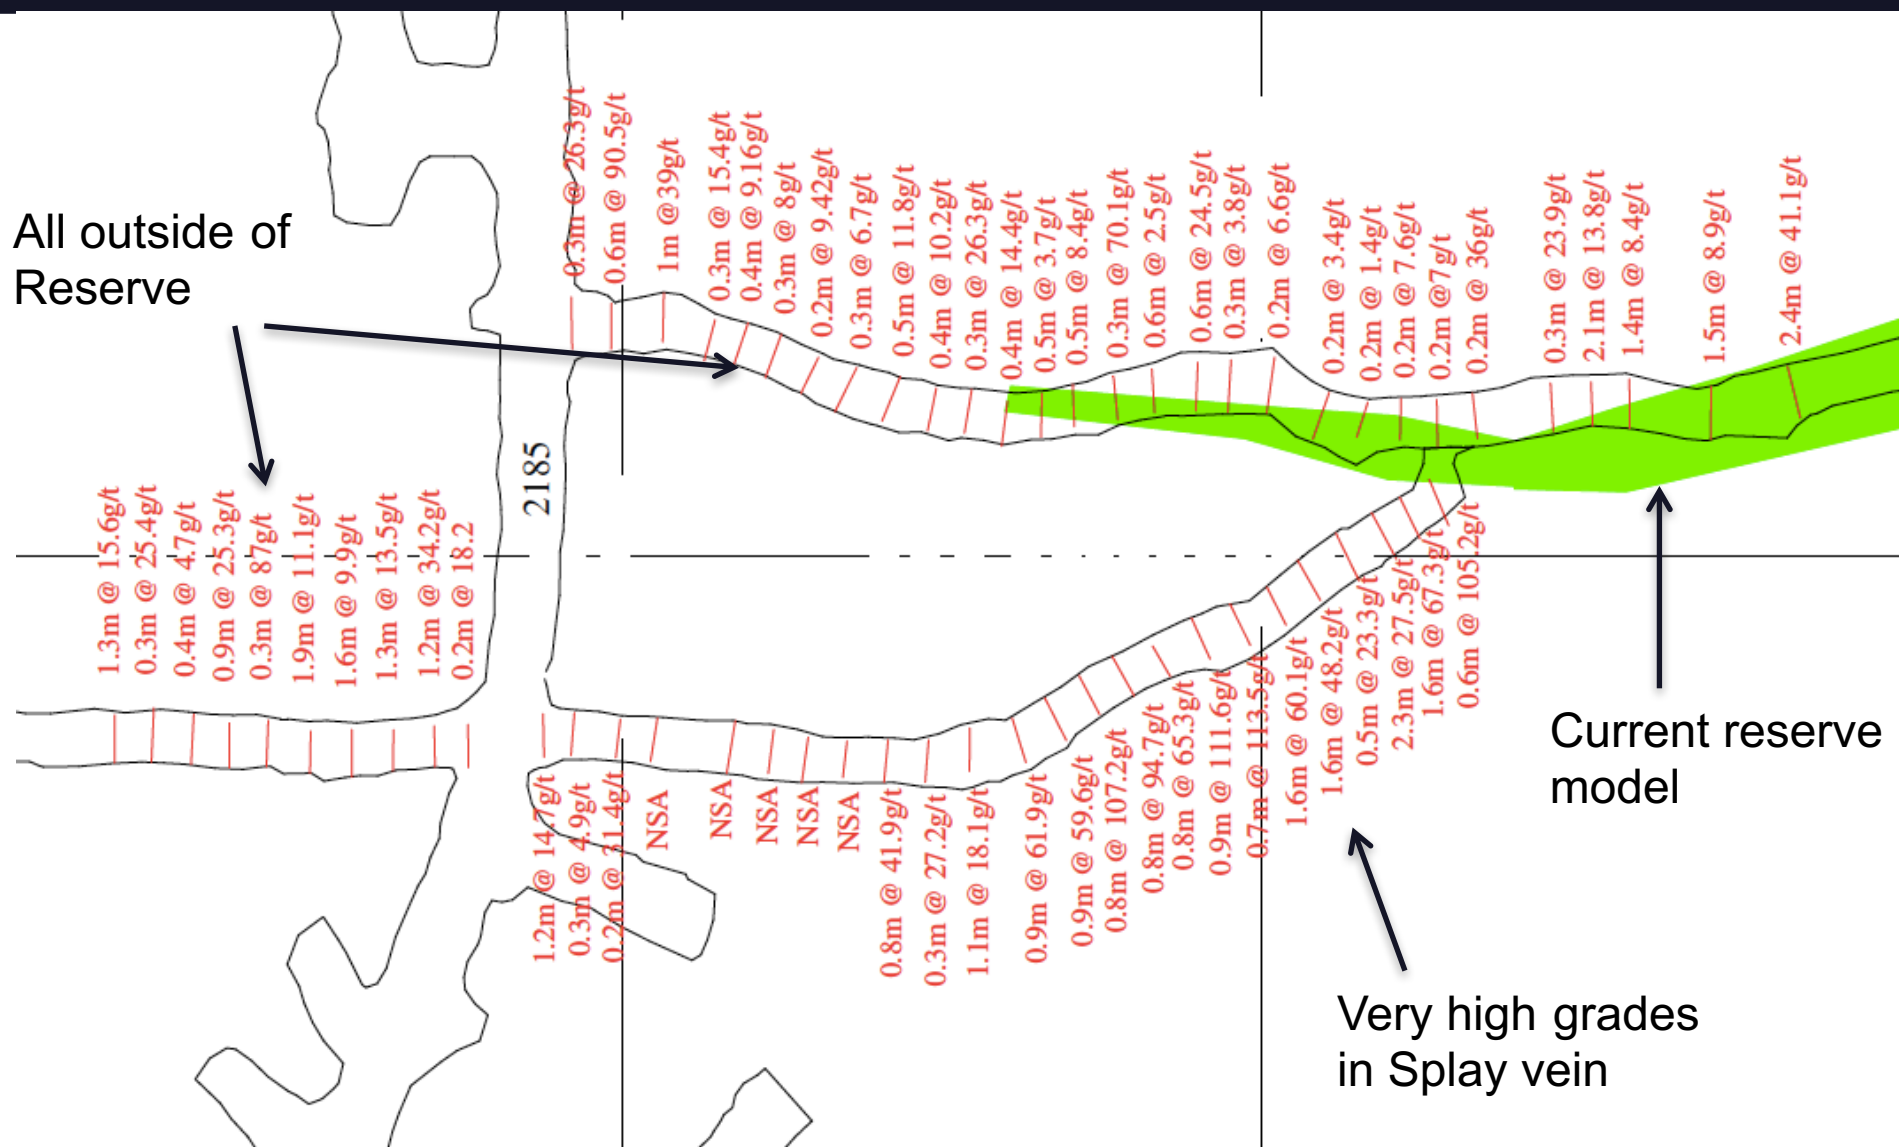 0.3m @ 26.3g/t
0.6m @ 90.5g/t
1m @39g/t
0.3m @ 15.4g/t
0.4m @ 9.16g/t
0.3m @ 8g/t
0.2m @ 9.42g/t
0.3m @ 6.7g/t
0.5m @ 11.8g/t
0.4m @ 10.2g/t
0.3m @ 26.3g/t
0.4m @ 14.4g/t
0.5m @ 3.7g/t
0.5m @ 8.4g/t
0.3m @ 70.1g/t
0.6m @ 2.5g/t
0.6m @ 24.5g/t
0.3m @ 3.8g/t
0.2m @ 6.6g/t
0.2m @ 3.4g/t
0.2m @ 1.4g/t
0.2m @ 7.6g/t
0.2m @7g/t
0.2m @ 36g/t
0.3m @ 23.9g/t
2.1m @ 13.8g/t
1.4m @ 8.4g/t
1.5m @ 8.9g/t
2.4m @ 41.1g/t
All outside of
Reserve
2185
1.3m @ 15.6g/t
0.3m @ 25.4g/t
0.4m @ 4.7g/t
0.9m @ 25.3g/t
0.3m @ 87g/t
1.9m @ 11.1g/t
1.6m @ 9.9g/t
1.3m @ 13.5g/t
1.2m @ 34.2g/t
0.2m @ 18.2
1.2m @ 14.7g/t
0.3m @ 4.9g/t
0.2m @ 31.4g/t
NSA
NSA
NSA
NSA
NSA
0.8m @ 41.9g/t
0.3m @ 27.2g/t
1.1m @ 18.1g/t
0.9m @ 61.9g/t
0.9m @ 59.6g/t
0.8m @ 107.2g/t
0.8m @ 94.7g/t
0.8m @ 65.3g/t
0.9m @ 111.6g/t
0.7m @ 113.5g/t
1.6m @ 60.1g/t
1.6m @ 48.2g/t
0.5m @ 23.3g/t
2.3m @ 27.5g/t
1.6m @ 67.3g/t
0.6m @ 105.2g/t
Current reserve
model
Very high grades
in Splay vein